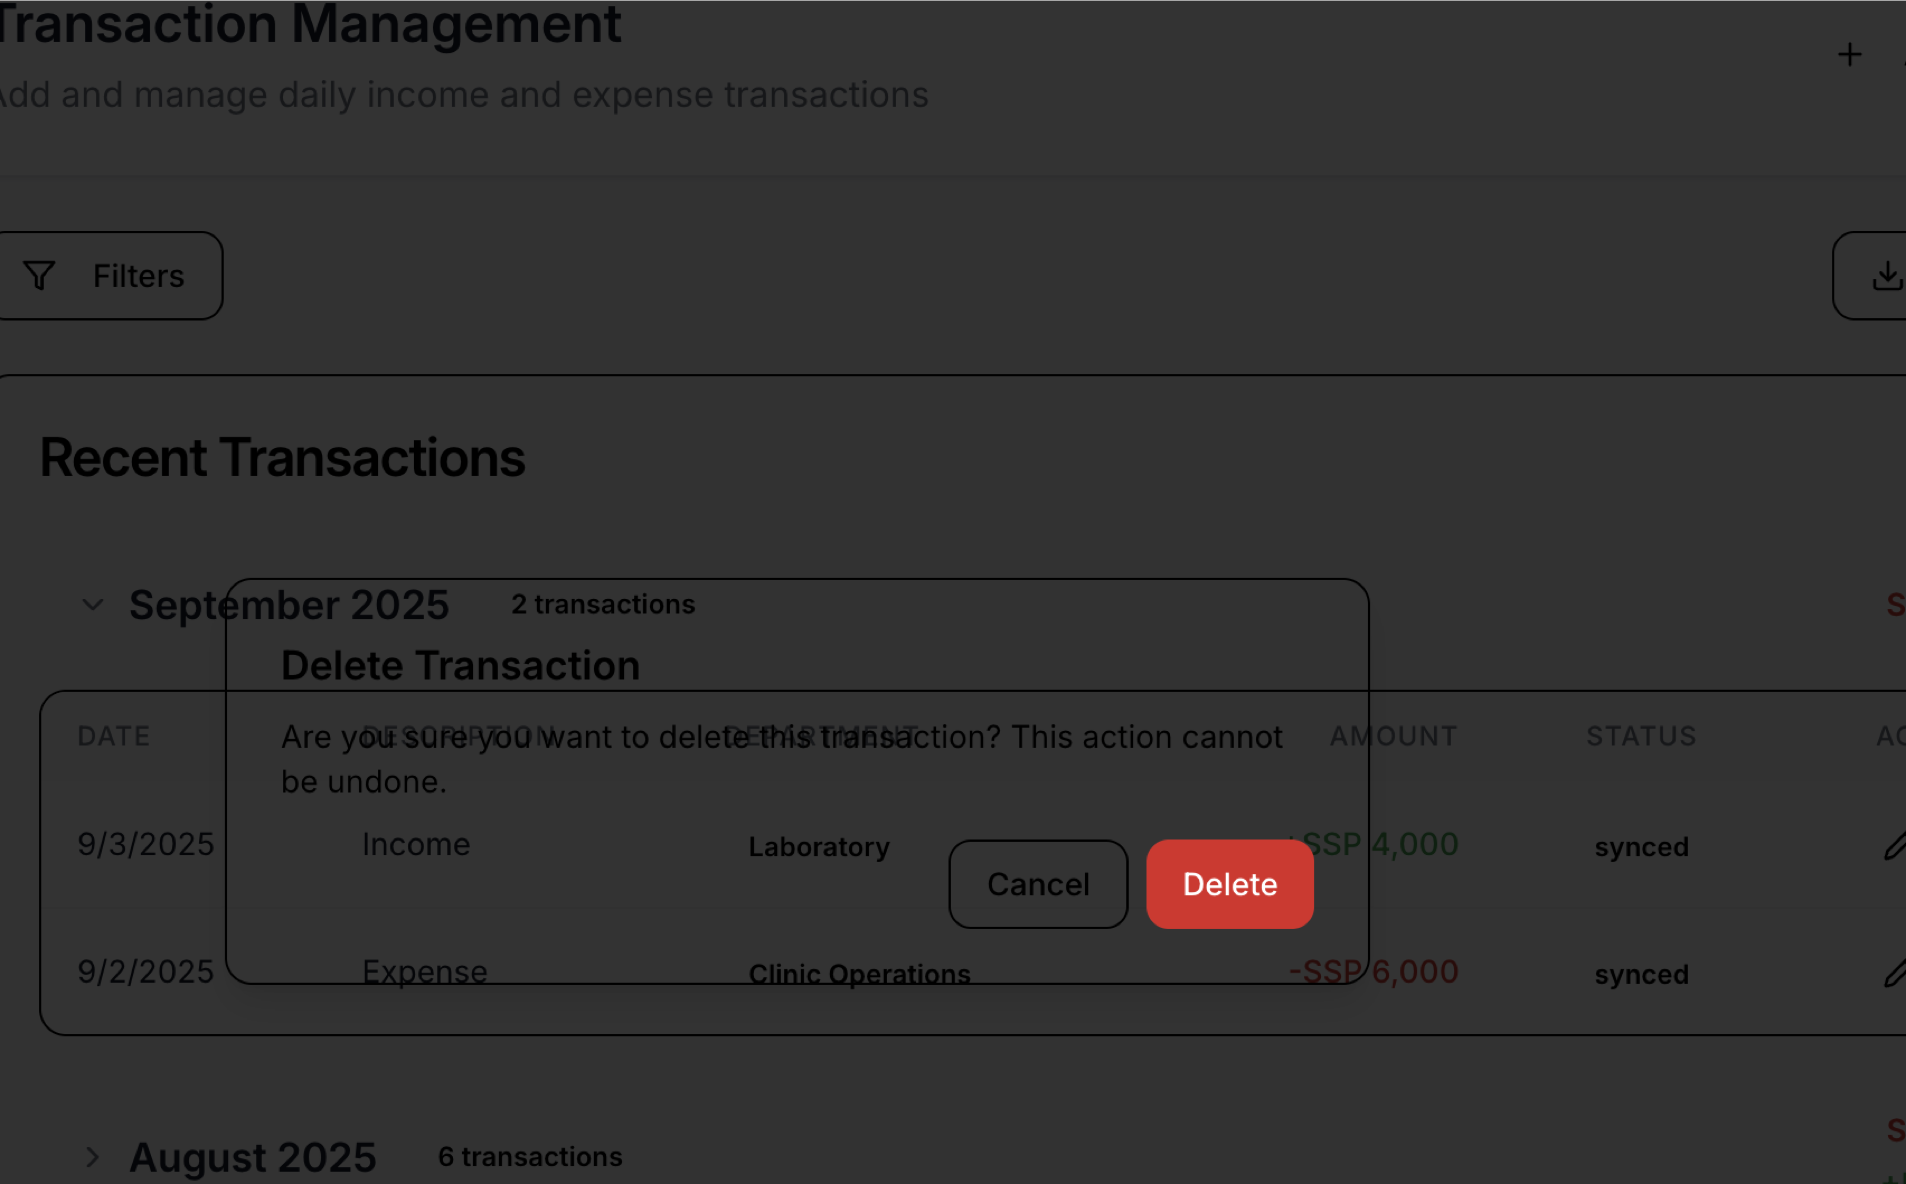 Transaction Management
Add and manage daily income and expense transactions
Filters
Recent Transactions
September 2025 2 transactions
Delete Transaction
DATE DESCRIPTION DEPARTMENT AMOUNT STATUS
Are you sure you want to delete this transaction? This action cannot
be undone.
9/3/2025 Income Laboratory +SSP 4,000 synced
Cancel Delete
9/2/2025 Expense Clinic Operations -SSP 6,000 synced
August 2025 6 transactions